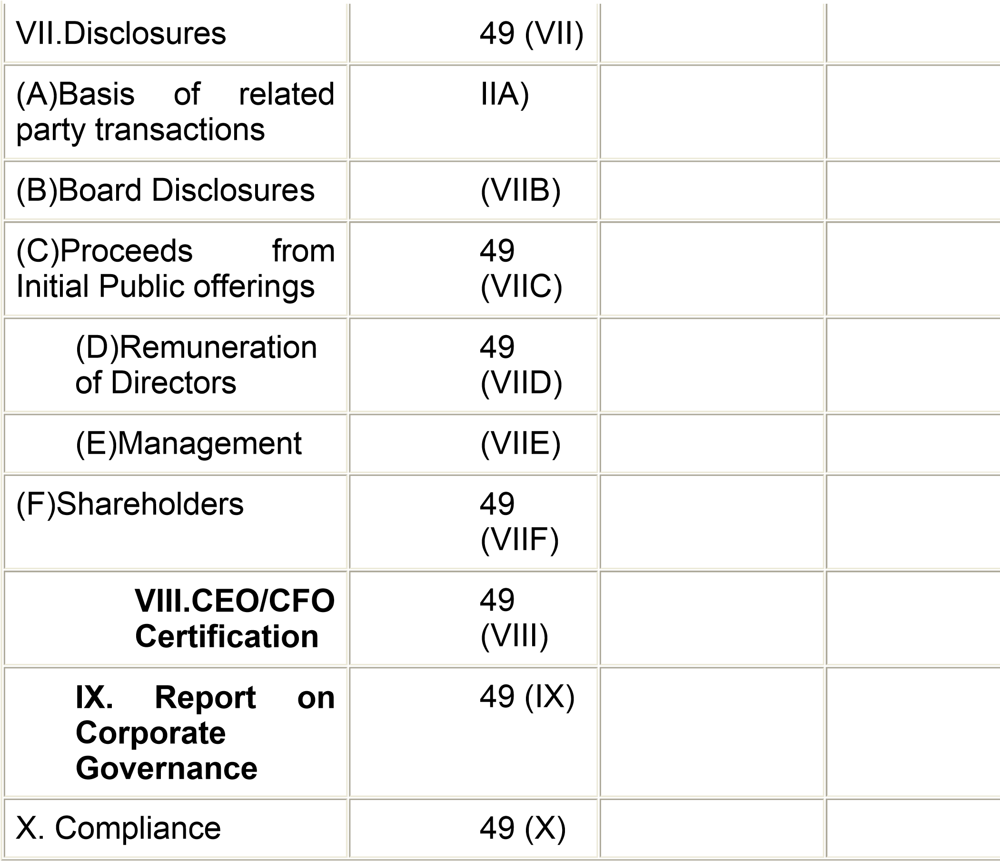 VII.Disclosures 49 (VII)
(A)Basis of related IIA)
party transactions
(B)Board Disclosures (VIIB)
(C)Proceeds from 49
Initial Public offerings (VIIC)
(D)Remuneration 49
of Directors (VIID)
(E)Management (VIIE)
(F)Shareholders 49
(VIIF)
VIII.CEO/CFO 49
Certification (VIII)
IX. Report on 49 (IX)
Corporate
Governance
X. Compliance 49 (X)